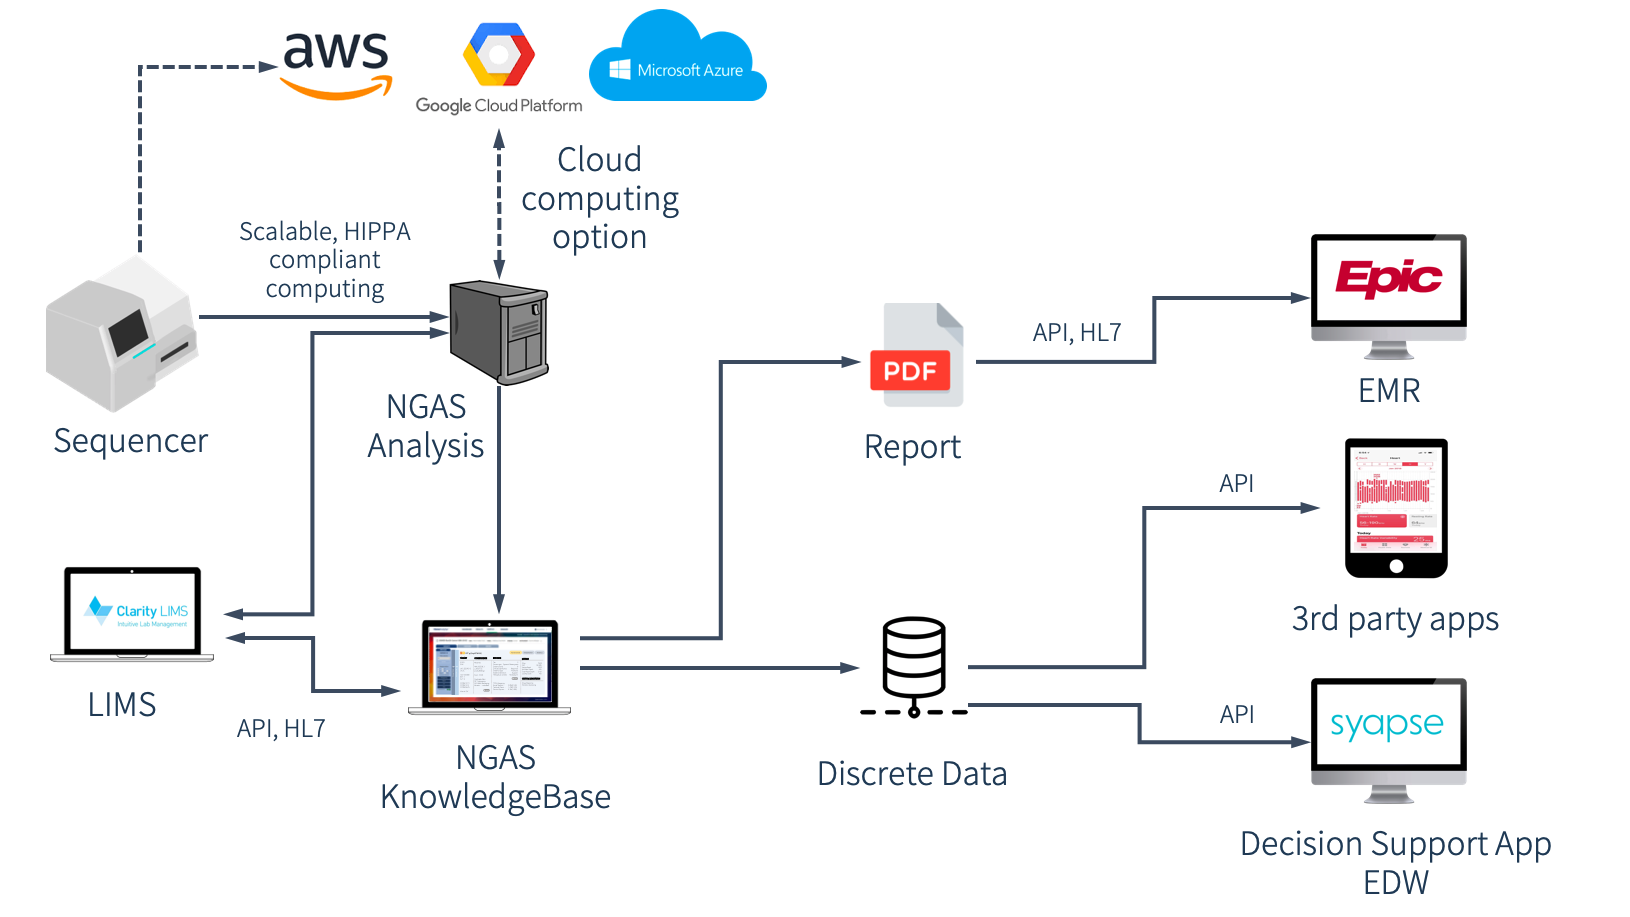 aws
Google Cloud Platform
Microsoft Azure
Cloud
computing
option
Scalable, HIPPA
compliant
computing
Sequencer
NGAS
Analysis
PDF
Report
API, HL7
Epic
EMR
API
3rd party apps
Clarity LIMS
Intuitive Lab Management
LIMS
API, HL7
NGAS
KnowledgeBase
Discrete Data
API
syapse
Decision Support App
EDW